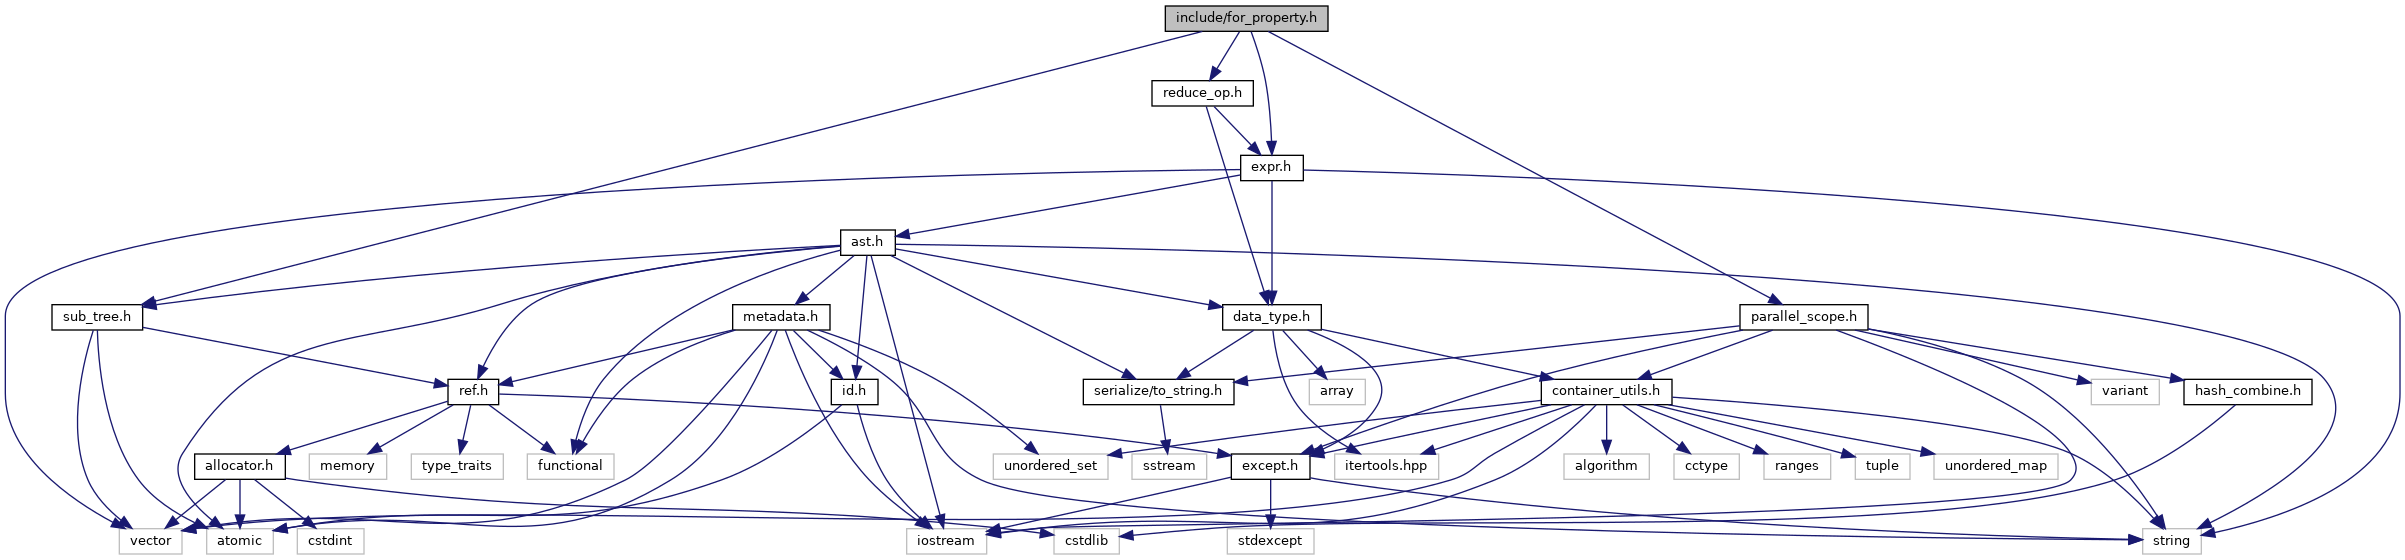 include/for_property.h
reduce_op.h
expr.h
ast.h
sub_tree.h
metadata.h
data_type.h
parallel_scope.h
ref.h
id.h
serialize/to_string.h
array
container_utils.h
variant
hash_combine.h
allocator.h
memory
type_traits
functional
unordered_set
sstream
except.h
itertools.hpp
algorithm
cctype
ranges
tuple
unordered_map
vector
atomic
cstdint
iostream
cstdlib
stdexcept
string